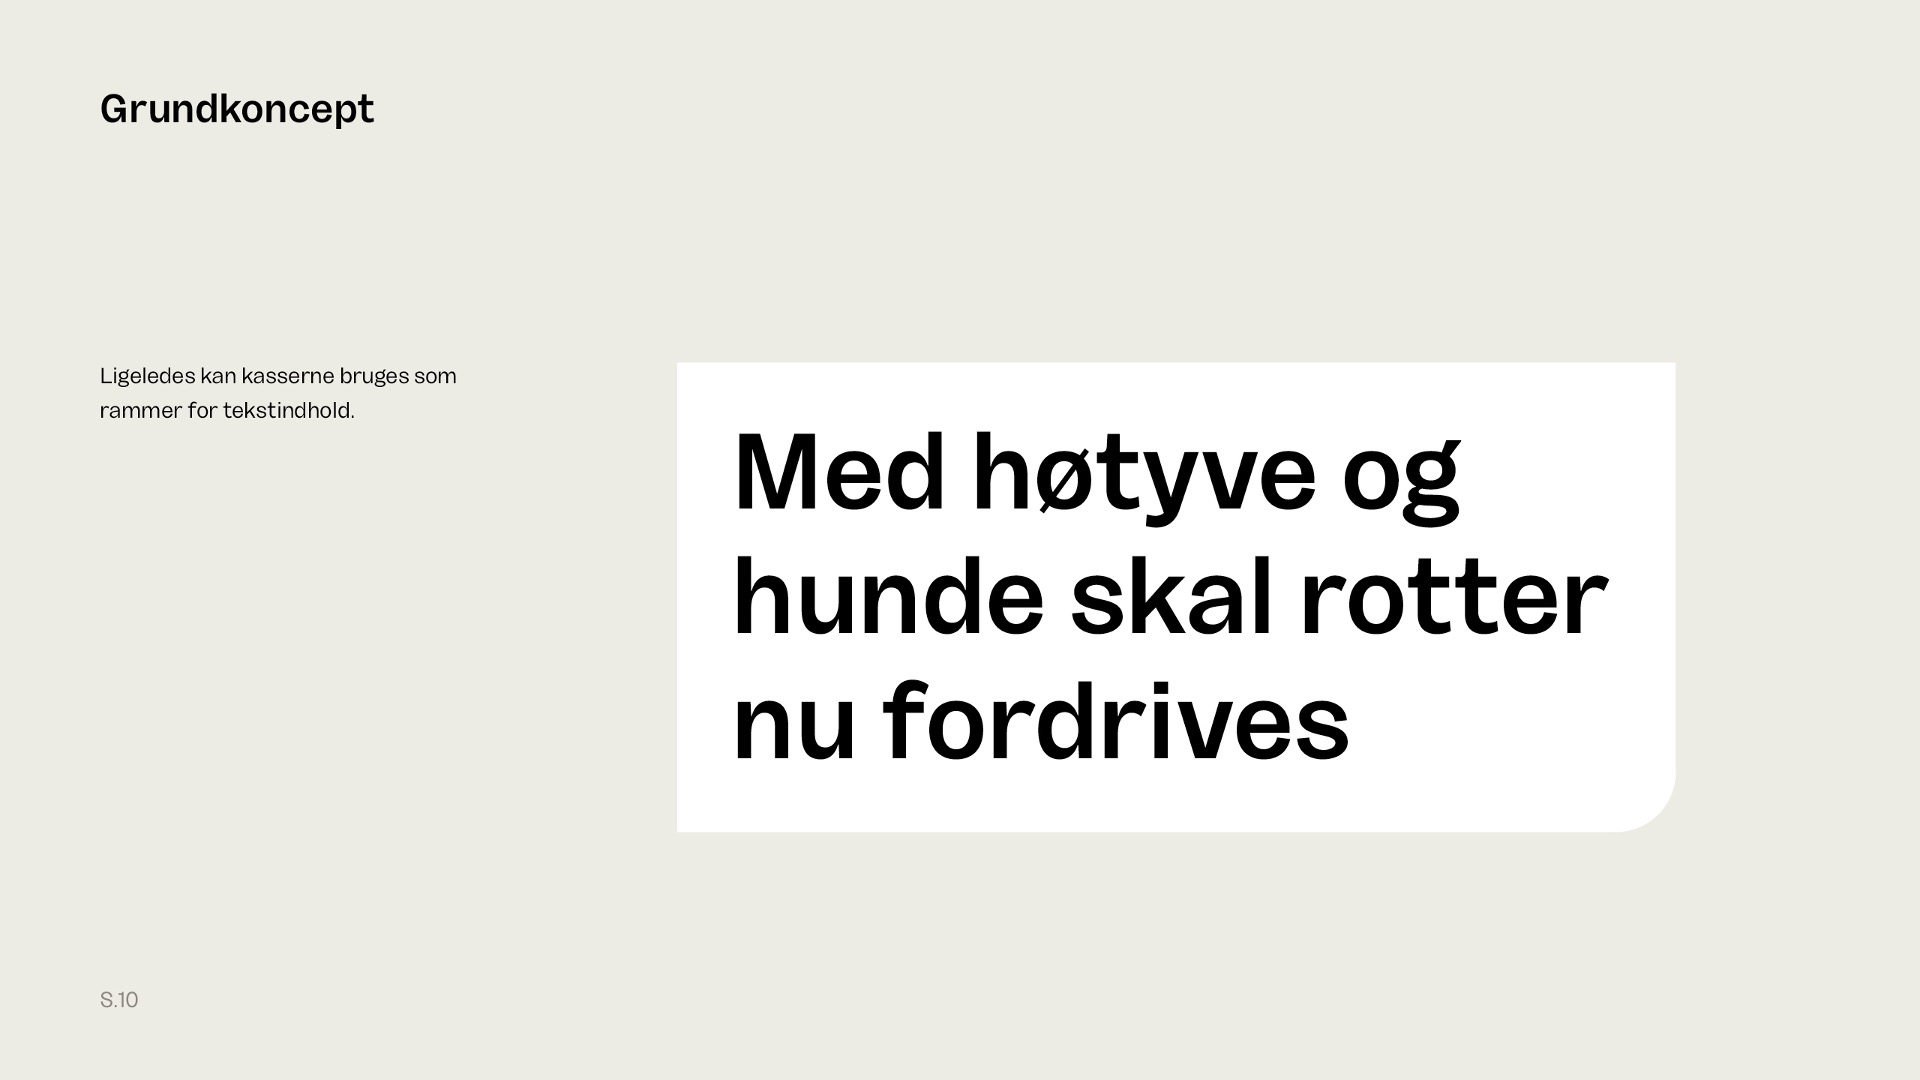 Grundkoncept
Ligeledes kan kasserne bruges som
rammer for tekstindhold.
Med høtyve og
hunde skal rotter
nu fordrives
S.10